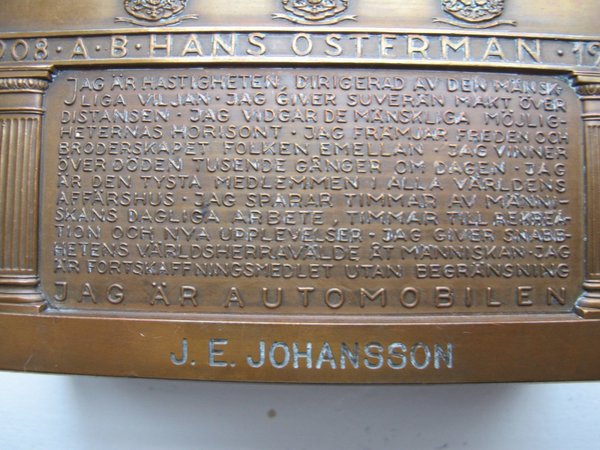 908 · A · B · HANS OSTERMAN · 19
JAG ÄR HASTIGHETEN, DIRIGERAD AV DEN MÄNSK-
LIGA VILJAN · JAG GIVER SUVERÄN MAKT ÖVER
DISTANSEN · JAG VIDGAR DE MÄNSKLIGA MÖJLIG-
HETERNAS HORISONT · JAG FRÄMJAR FREDEN OCH
BRODERSKAPET FOLKEN EMELLAN · JAG VINNER
ÖVER DÖDEN TUSENDE GÅNGER OM DAGEN · JAG
ÄR DEN TYSTA MEDLEMMEN I ALLA VÄRLDENS
AFFÄRSHUS · JAG SPARAR TIMMAR AV MÄNNI-
SKANS DAGLIGA ARBETE, TIMMAR TILL REKREA-
TION OCH NYA UPPLEVELSER · JAG GIVER SNABB-
HETENS VÄRLDSHERRAVÄLDE ÅT MÄNNISKAN · JAG
ÄR FORTSKAFFNINGSMEDLET UTAN BEGRÄNSNING
JAG ÄR AUTOMOBILEN
J. E. JOHANSSON